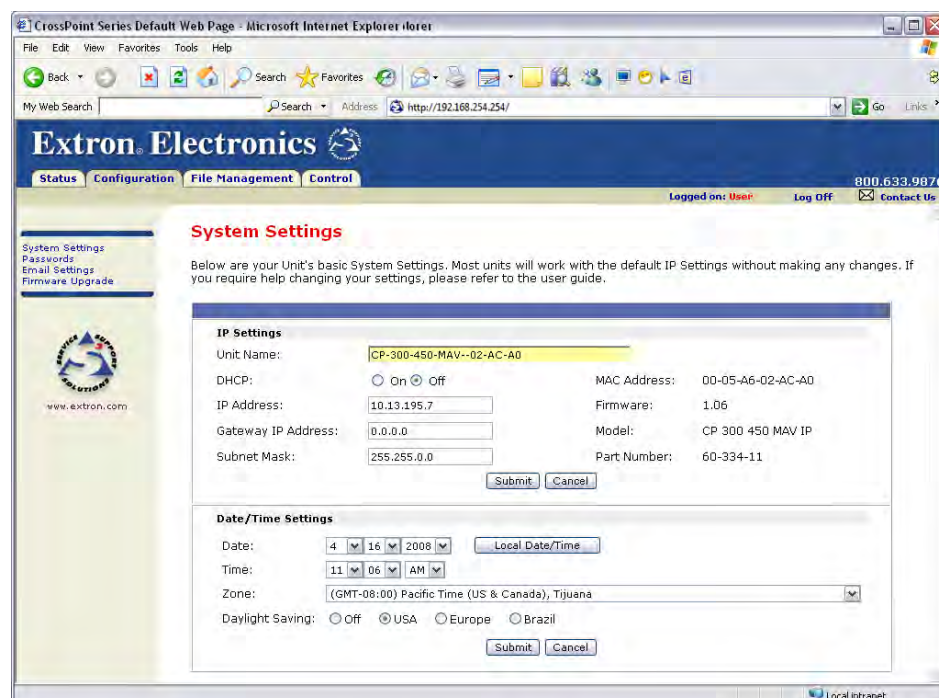 CrossPoint Series Default Web Page - Microsoft Internet Explorer dorer
File Edit View Favorites Tools Help
Back Search Favorites
My Web Search Search Address http://192.168.254.254/ Go Links
Extron Electronics
Status Configuration File Management Control
800.633.9876
Logged on: User Log Off Contact Us
System Settings
Passwords
Email Settings
Firmware Upgrade
SERVICE SUPPORT SOLUTIONS
www.extron.com
System Settings
Below are your Unit's basic System Settings. Most units will work with the default IP Settings without making any changes. If
you require help changing your settings, please refer to the user guide.
IP Settings
Unit Name: CP-300-450-MAV--02-AC-A0
DHCP: On Off MAC Address: 00-05-A6-02-AC-A0
IP Address: 10.13.195.7 Firmware: 1.06
Gateway IP Address: 0.0.0.0 Model: CP 300 450 MAV IP
Subnet Mask: 255.255.0.0 Part Number: 60-334-11
Submit Cancel
Date/Time Settings
Date: 4 16 2008 Local Date/Time
Time: 11 06 AM
Zone: (GMT-08:00) Pacific Time (US & Canada), Tijuana
Daylight Saving: Off USA Europe Brazil
Submit Cancel
Local intranet